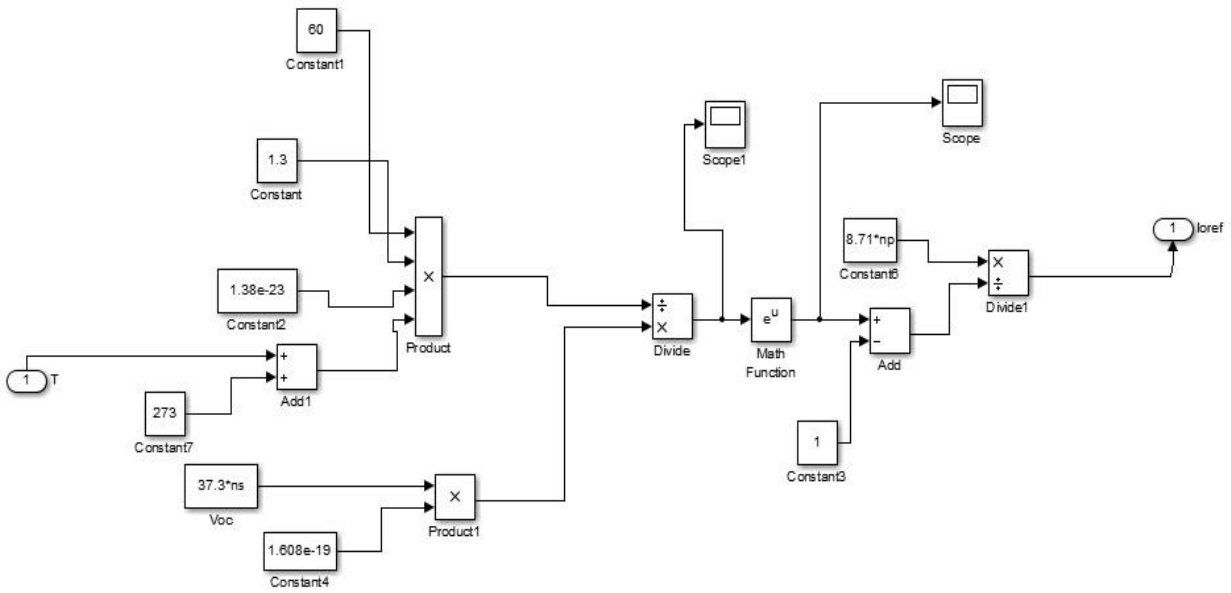 60
Constant1
1.3
Constant
1.38e-23
Constant2
×
Product
1
T
+
+
Add1
273
Constant7
37.3*ns
Voc
×
Product1
1.608e-19
Constant4
÷
×
Divide
Scope1
e^u
Math
Function
Scope
8.71*np
Constant6
+
−
Add
1
Constant3
×
÷
Divide1
1
Ioref